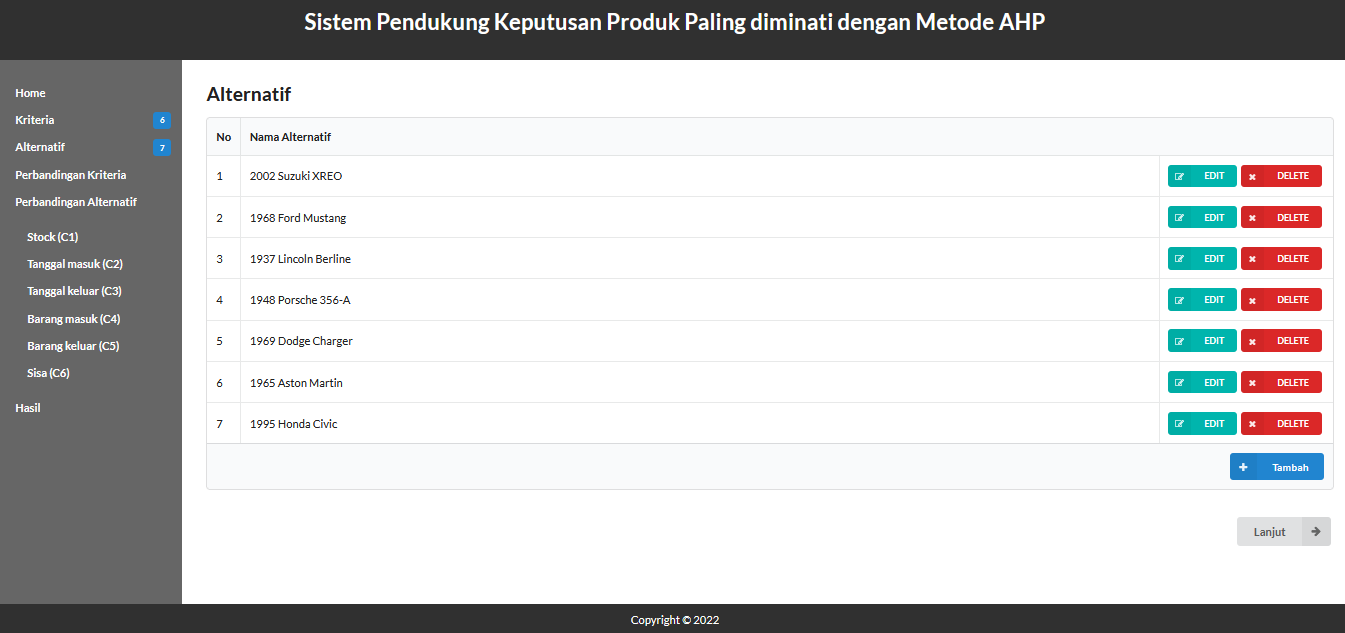 Sistem Pendukung Keputusan Produk Paling diminati dengan Metode AHP
Home
Kriteria 6
Alternatif 7
Perbandingan Kriteria
Perbandingan Alternatif
Stock (C1)
Tanggal masuk (C2)
Tanggal keluar (C3)
Barang masuk (C4)
Barang keluar (C5)
Sisa (C6)
Hasil
Alternatif
No Nama Alternatif
1 2002 Suzuki XREO EDIT DELETE
2 1968 Ford Mustang EDIT DELETE
3 1937 Lincoln Berline EDIT DELETE
4 1948 Porsche 356-A EDIT DELETE
5 1969 Dodge Charger EDIT DELETE
6 1965 Aston Martin EDIT DELETE
7 1995 Honda Civic EDIT DELETE
Tambah
Lanjut
Copyright © 2022